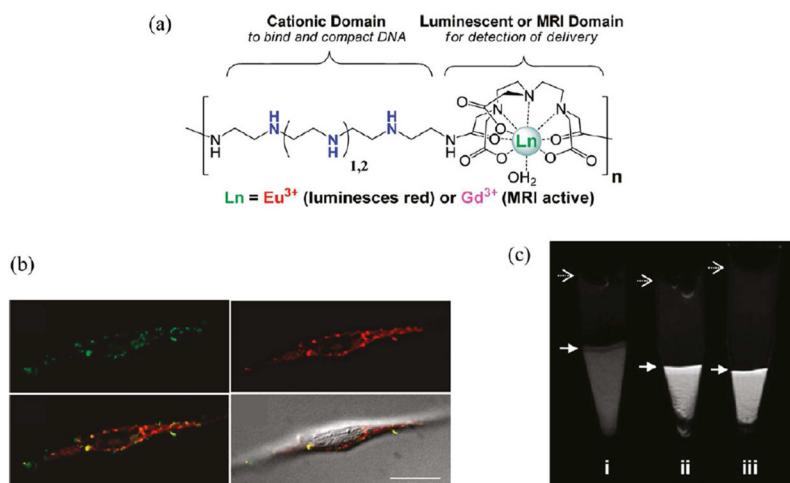 (a)
Cationic Domain
to bind and compact DNA
Luminescent or MRI Domain
for detection of delivery
H
N
H
N
H
N
N
H
N
H
N
H
1,2
N
N
N
O
O
O
O
O
O
O
O
Ln
OH₂
n
Ln = Eu³⁺ (luminesces red) or Gd³⁺ (MRI active)
(b)
(c)
i
ii
iii